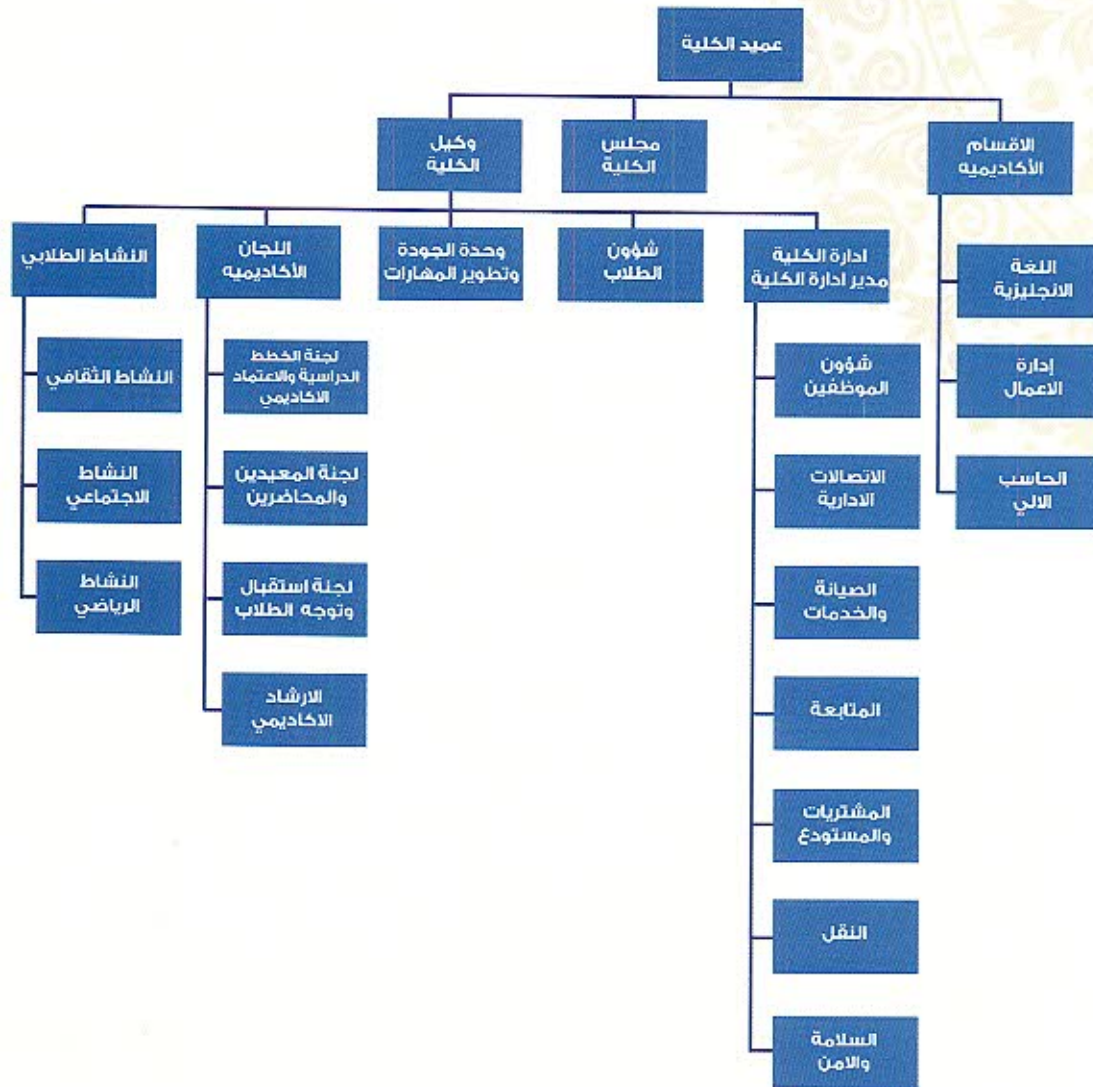 عميد الكلية
الاقسام
الأكاديميه
مجلس
الكلية
وكيل
الكلية
اللغة
الانجليزية
إدارة
الاعمال
الحاسب
الالي
ادارة الكلية
مدير ادارة الكلية
شؤون
الطلاب
وحدة الجودة
وتطوير المهارات
اللجان
الأكاديميه
النشاط الطلابي
شؤون
الموظفين
الاتصالات
الادارية
الصيانة
والخدمات
المتابعة
المشتريات
والمستودع
النقل
السلامة
والامن
لجنة الخطط
الدراسية والاعتماد
الاكاديمي
لجنة المعيدين
والمحاضرين
لجنة استقبال
وتوجه الطلاب
الارشاد
الاكاديمي
النشاط الثقافي
النشاط
الاجتماعي
النشاط
الرياضي